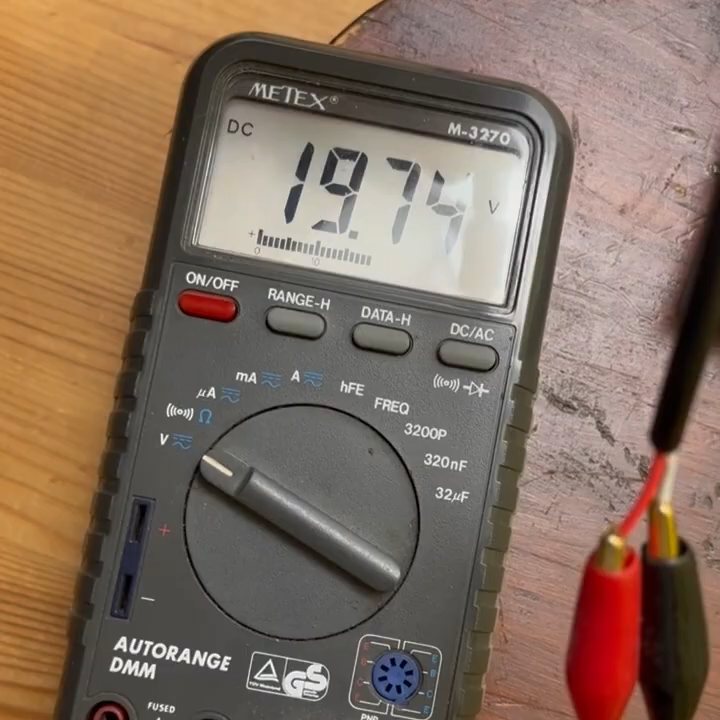 METEX®
M-3270
DC
19.74 V
+
0 10
ON/OFF
RANGE-H
DATA-H
DC/AC
mA A hFE
μA FREQ
Ω 3200P
V 320nF
32μF
+
−
AUTORANGE
DMM
GS
FUSED
PNP